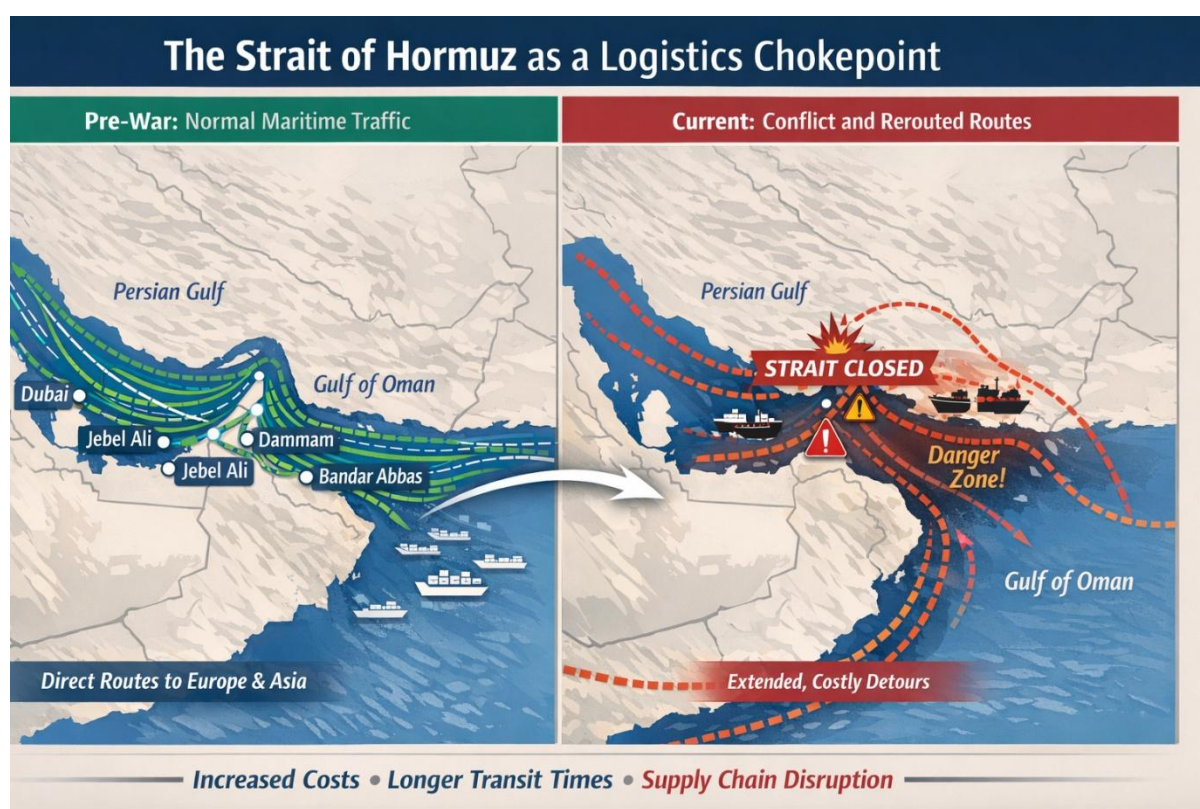 The Strait of Hormuz as a Logistics Chokepoint
Pre-War: Normal Maritime Traffic
Persian Gulf
Gulf of Oman
Dubai
Jebel Ali
Dammam
Jebel Ali
Bandar Abbas
Direct Routes to Europe & Asia
Current: Conflict and Rerouted Routes
Persian Gulf
STRAIT CLOSED
!
!
Danger
Zone!
Gulf of Oman
Extended, Costly Detours
Increased Costs • Longer Transit Times • Supply Chain Disruption